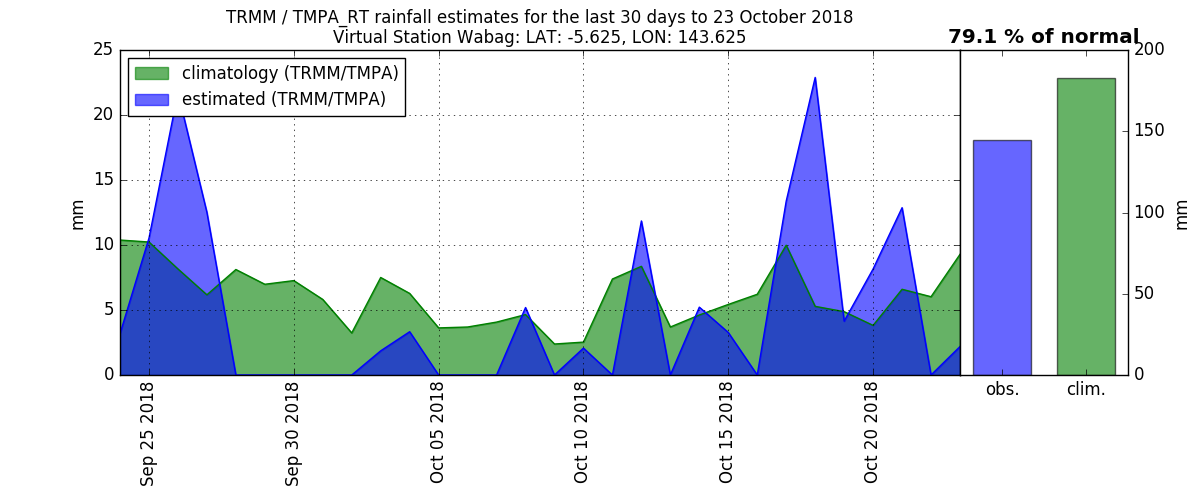 TRMM / TMPA_RT rainfall estimates for the last 30 days to 23 October 2018
Virtual Station Wabag: LAT: -5.625, LON: 143.625
79.1 % of normal
climatology (TRMM/TMPA)
estimated (TRMM/TMPA)
25
20
15
10
5
0
mm
Sep 25 2018
Sep 30 2018
Oct 05 2018
Oct 10 2018
Oct 15 2018
Oct 20 2018
200
150
100
50
0
mm
obs.
clim.